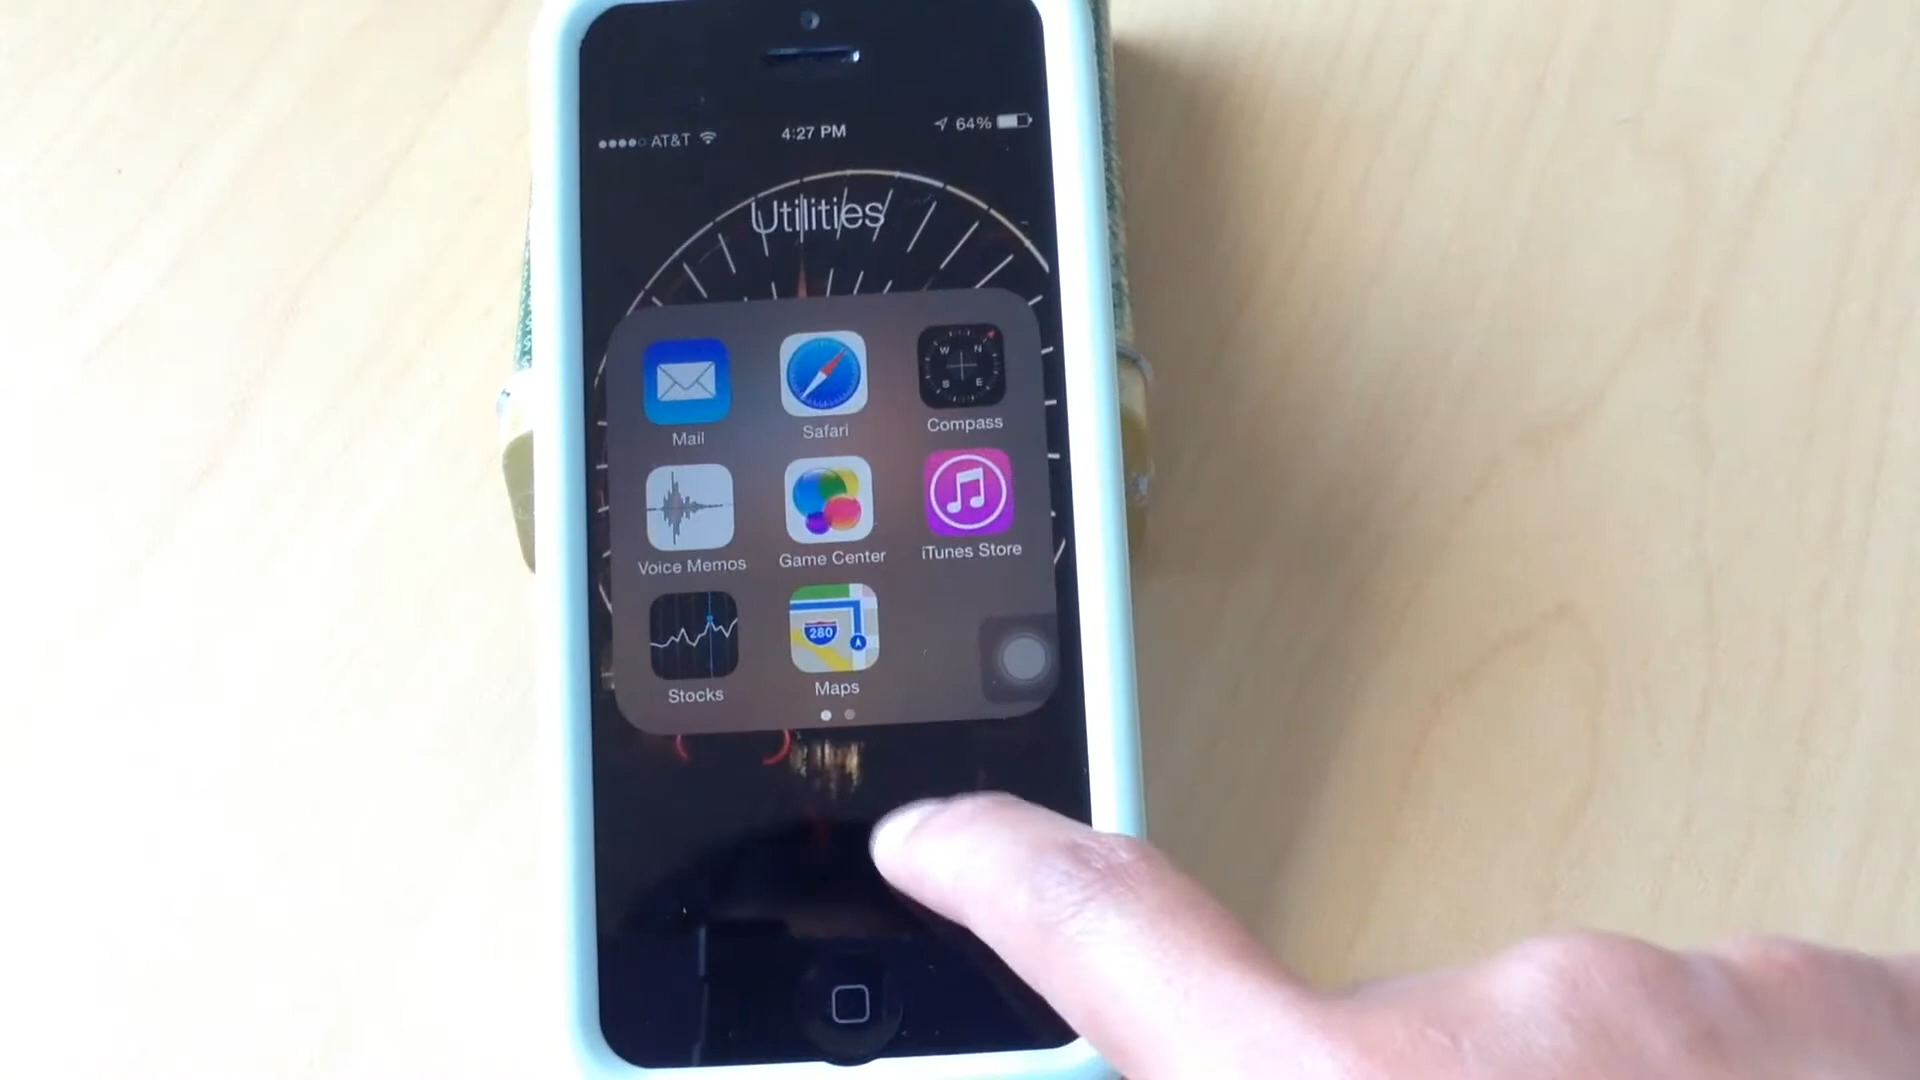 AT&T 4:27 PM 64%
Utilities
W N
S E
Mail Safari Compass
Voice Memos Game Center iTunes Store
280
Stocks Maps